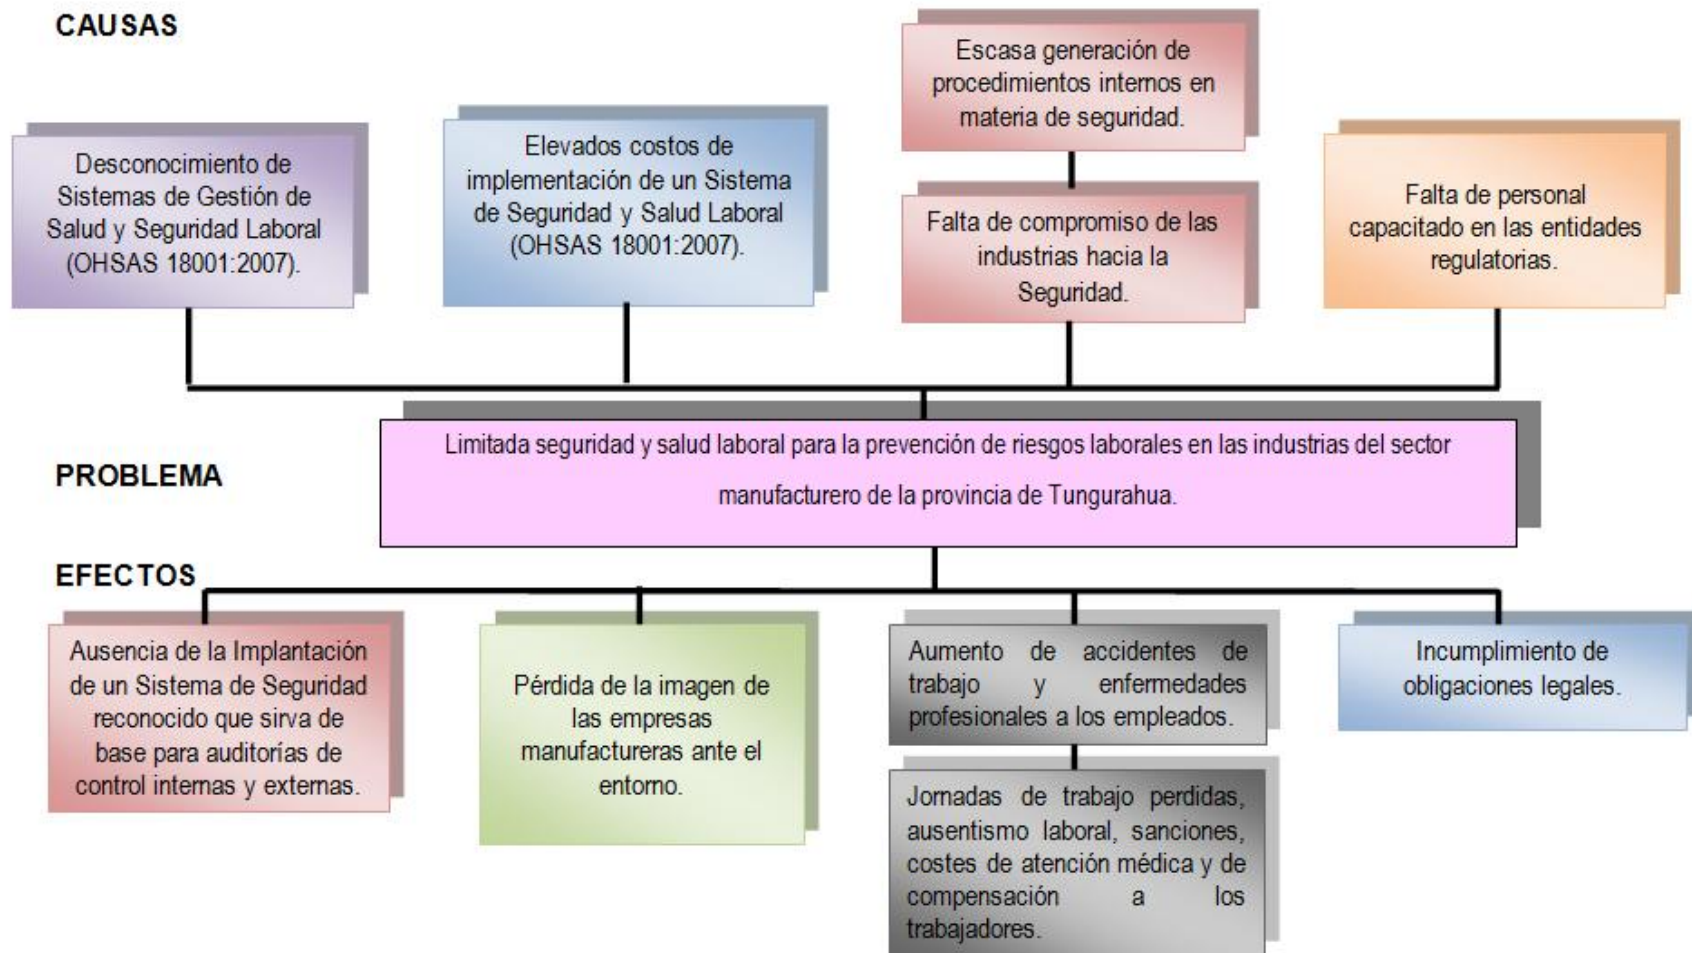 CAUSAS
Desconocimiento de
Sistemas de Gestión de
Salud y Seguridad Laboral
(OHSAS 18001:2007).
Elevados costos de
implementación de un Sistema
de Seguridad y Salud Laboral
(OHSAS 18001:2007).
Escasa generación de
procedimientos internos en
materia de seguridad.
Falta de compromiso de las
industrias hacia la
Seguridad.
Falta de personal
capacitado en las entidades
regulatorias.
PROBLEMA
Limitada seguridad y salud laboral para la prevención de riesgos laborales en las industrias del sector
manufacturero de la provincia de Tungurahua.
EFECTOS
Ausencia de la Implantación
de un Sistema de Seguridad
reconocido que sirva de
base para auditorías de
control internas y externas.
Pérdida de la imagen de
las empresas
manufactureras ante el
entorno.
Aumento de accidentes de
trabajo y enfermedades
profesionales a los empleados.
Jornadas de trabajo perdidas,
ausentismo laboral, sanciones,
costes de atención médica y de
compensación a los
trabajadores.
Incumplimiento de
obligaciones legales.